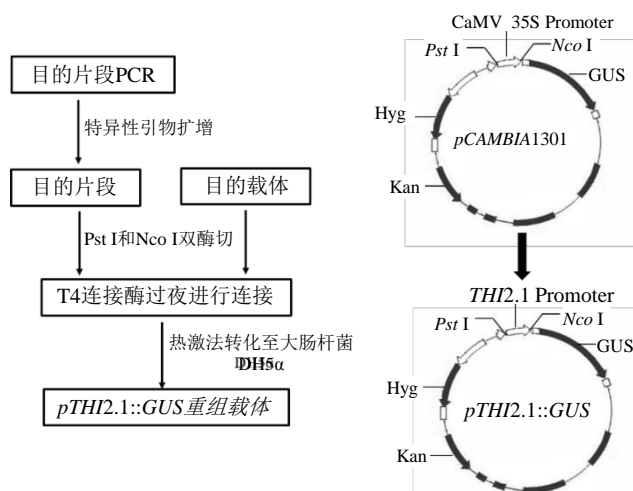 目的片段PCR
特异性引物扩增
目的片段
目的载体
Pst I和Nco I双酶切
T4连接酶过夜进行连接
热激法转化至大肠杆菌
DH5α
pTHI2.1::GUS重组载体
CaMV 35S Promoter
Pst I
Nco I
GUS
Hyg
pCAMBIA1301
Kan
THI2.1 Promoter
Pst I
Nco I
GUS
Hyg
pTHI2.1::GUS
Kan